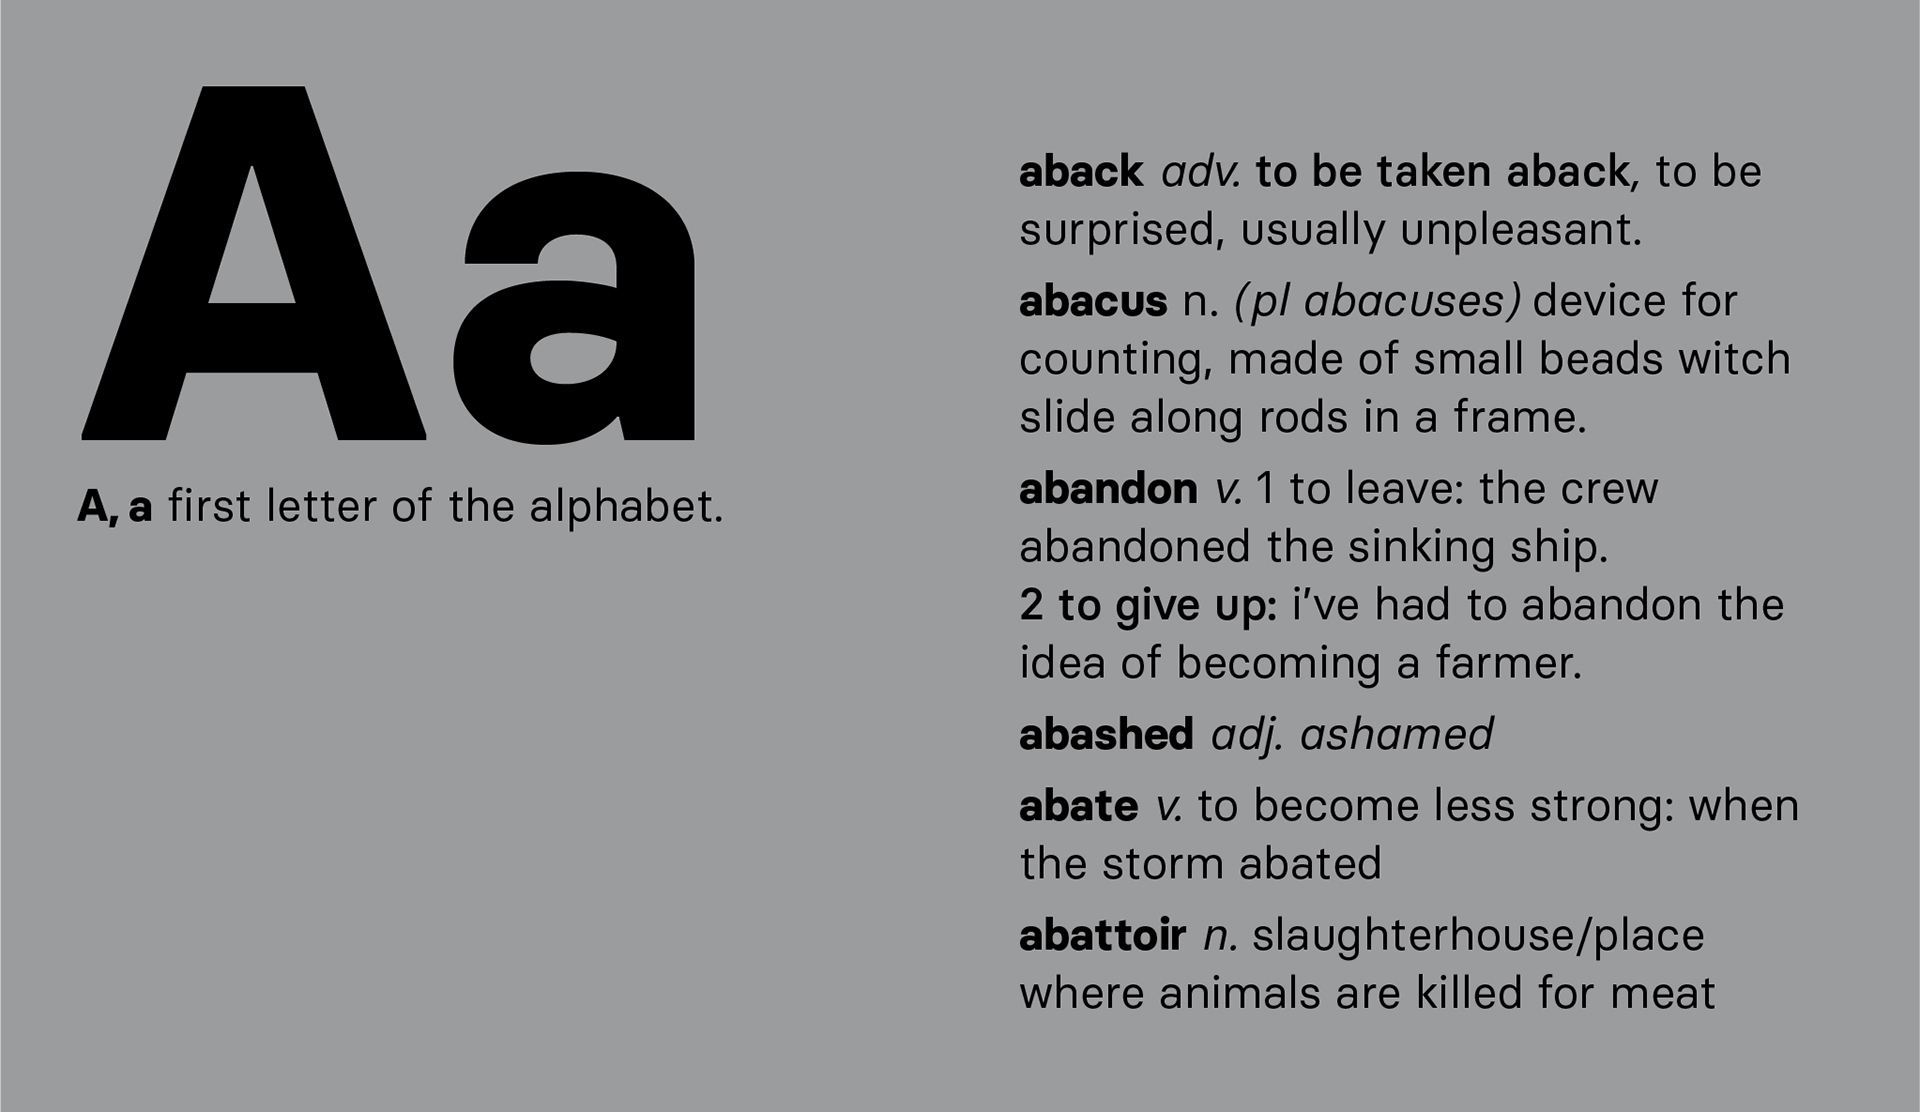 Aa
A, a first letter of the alphabet.
aback adv. to be taken aback, to be
surprised, usually unpleasant.
abacus n. (pl abacuses) device for
counting, made of small beads witch
slide along rods in a frame.
abandon v. 1 to leave: the crew
abandoned the sinking ship.
2 to give up: i’ve had to abandon the
idea of becoming a farmer.
abashed adj. ashamed
abate v. to become less strong: when
the storm abated
abattoir n. slaughterhouse/place
where animals are killed for meat